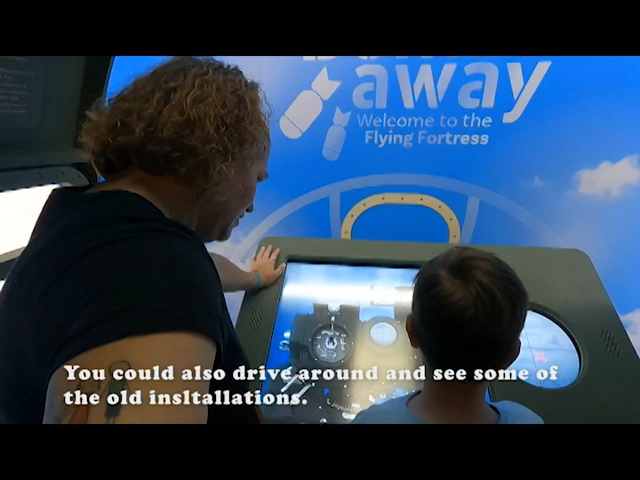 away
Welcome to the
Flying Fortress
You could also drive around and see some of
the old insltallations.